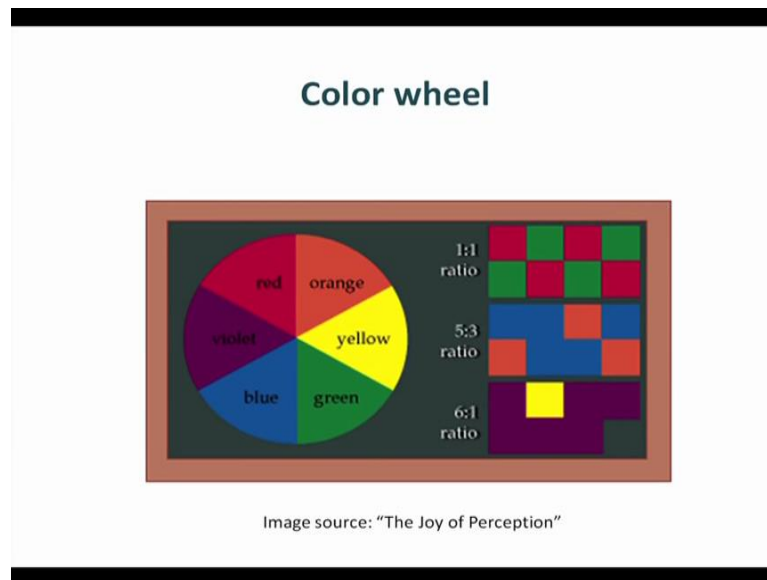 Color wheel
red orange
violet yellow
blue green
1:1
ratio
5:3
ratio
6:1
ratio
Image source: “The Joy of Perception”